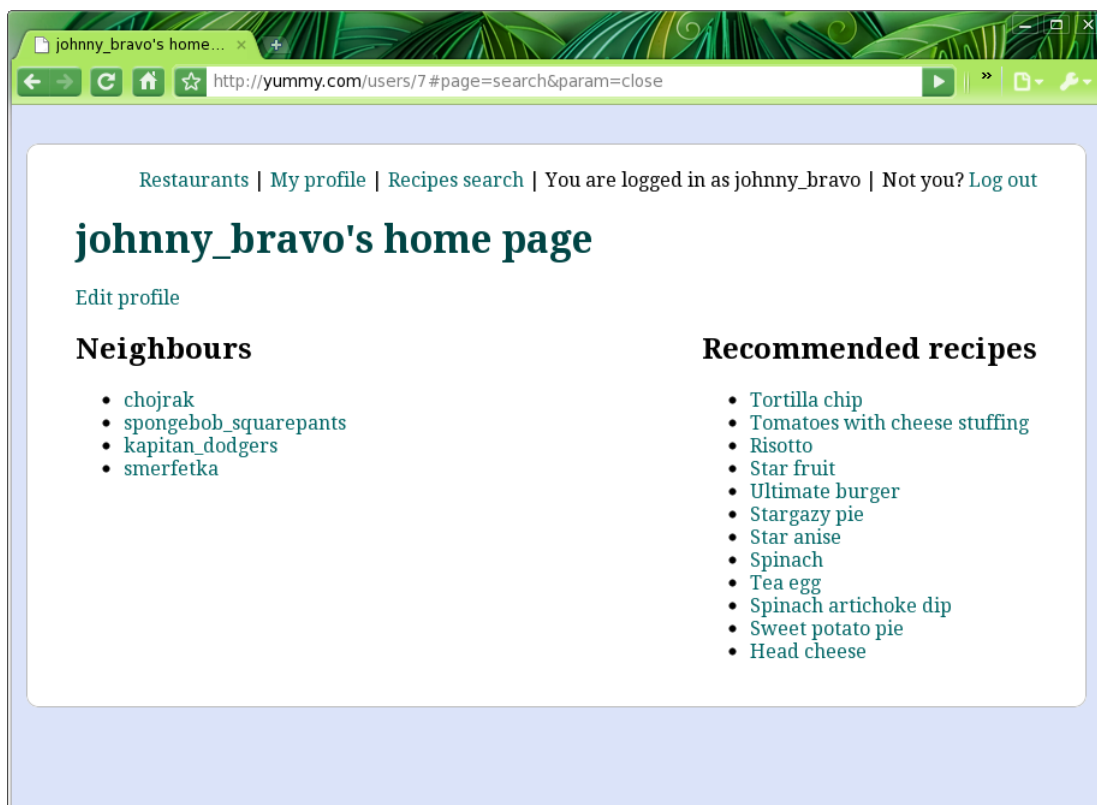 johnny_bravo's home...
http://yummy.com/users/7#page=search&param=close
Restaurants | My profile | Recipes search | You are logged in as johnny_bravo | Not you? Log out
johnny_bravo's home page
Edit profile
Neighbours
chojrak
spongebob_squarepants
kapitan_dodgers
smerfetka
Recommended recipes
Tortilla chip
Tomatoes with cheese stuffing
Risotto
Star fruit
Ultimate burger
Stargazy pie
Star anise
Spinach
Tea egg
Spinach artichoke dip
Sweet potato pie
Head cheese